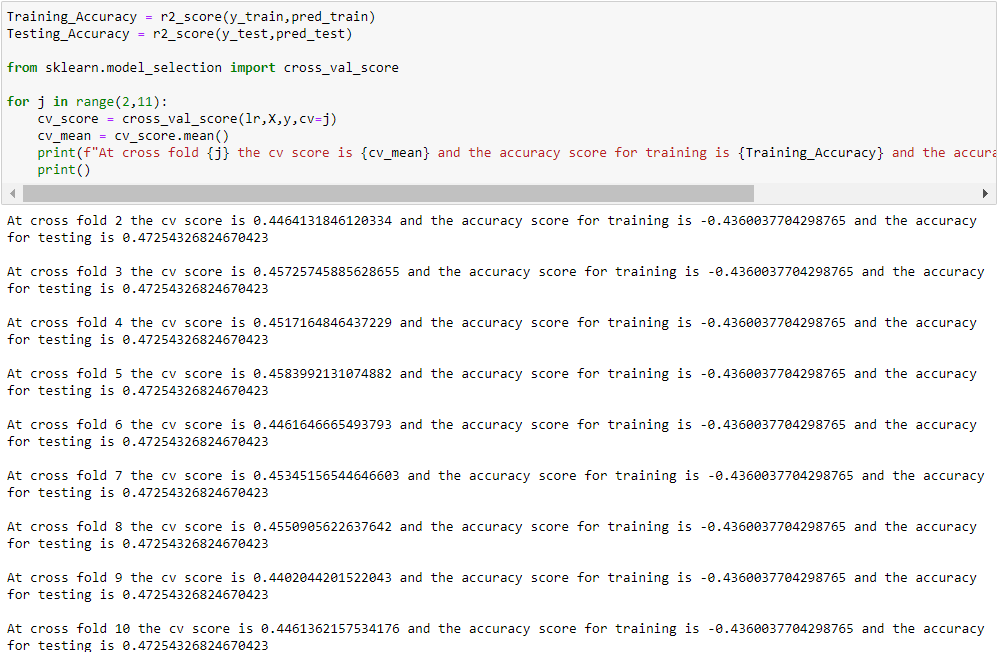 Training_Accuracy = r2_score(y_train,pred_train)
Testing_Accuracy = r2_score(y_test,pred_test)
from sklearn.model_selection import cross_val_score
for j in range(2,11):
    cv_score = cross_val_score(lr,X,y,cv=j)
    cv_mean = cv_score.mean()
    print(f"At cross fold {j} the cv score is {cv_mean} and the accuracy score for training is {Training_Accuracy} and the accura
    print()
At cross fold 2 the cv score is 0.4464131846120334 and the accuracy score for training is -0.4360037704298765 and the accuracy
for testing is 0.47254326824670423
At cross fold 3 the cv score is 0.45725745885628655 and the accuracy score for training is -0.4360037704298765 and the accuracy
for testing is 0.47254326824670423
At cross fold 4 the cv score is 0.4517164846437229 and the accuracy score for training is -0.4360037704298765 and the accuracy
for testing is 0.47254326824670423
At cross fold 5 the cv score is 0.4583992131074882 and the accuracy score for training is -0.4360037704298765 and the accuracy
for testing is 0.47254326824670423
At cross fold 6 the cv score is 0.4461646665493793 and the accuracy score for training is -0.4360037704298765 and the accuracy
for testing is 0.47254326824670423
At cross fold 7 the cv score is 0.45345156544646603 and the accuracy score for training is -0.4360037704298765 and the accuracy
for testing is 0.47254326824670423
At cross fold 8 the cv score is 0.4550905622637642 and the accuracy score for training is -0.4360037704298765 and the accuracy
for testing is 0.47254326824670423
At cross fold 9 the cv score is 0.4402044201522043 and the accuracy score for training is -0.4360037704298765 and the accuracy
for testing is 0.47254326824670423
At cross fold 10 the cv score is 0.4461362157534176 and the accuracy score for training is -0.4360037704298765 and the accuracy
for testing is 0.47254326824670423